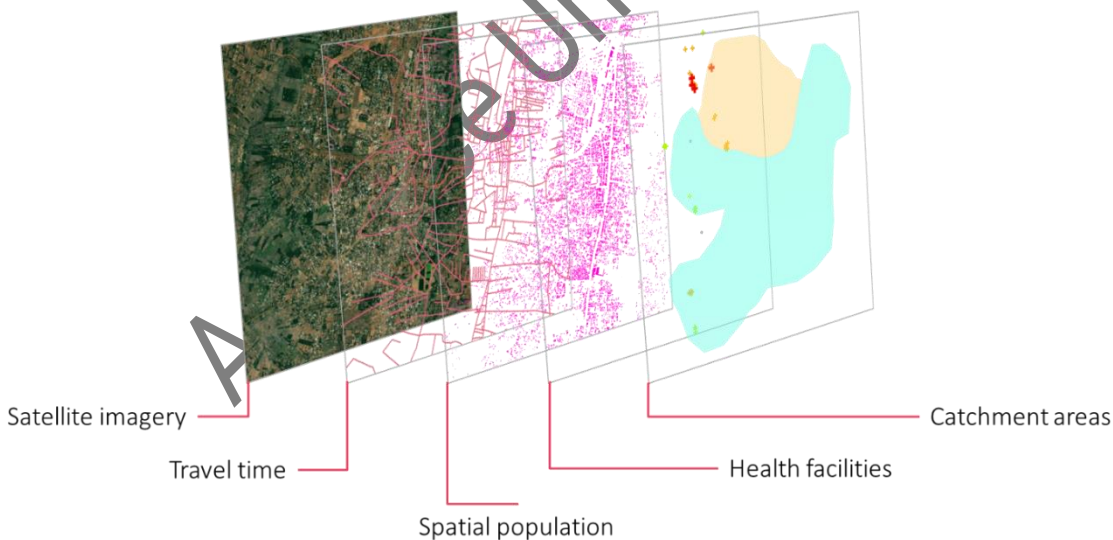 Satellite imagery
Catchment areas
Travel time
Health facilities
Spatial population